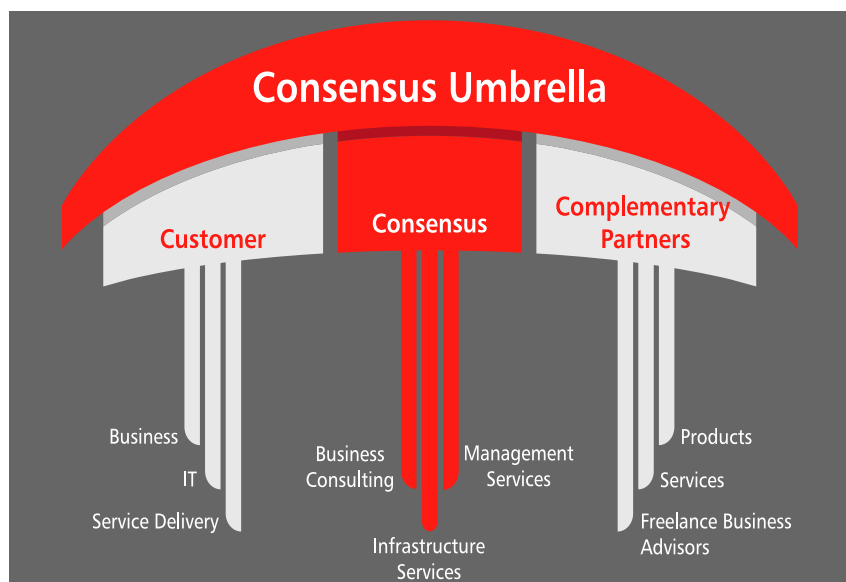 Consensus Umbrella
Customer
Consensus
Complementary
Partners
Business
IT
Service Delivery
Business
Consulting
Infrastructure
Services
Management
Services
Products
Services
Freelance Business
Advisors